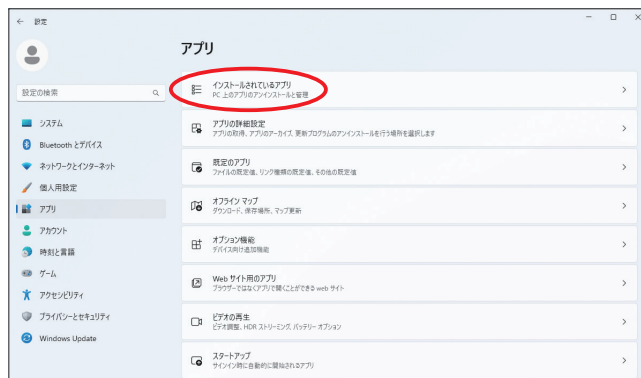 設定
アプリ
設定の検索
システム
Bluetooth とデバイス
ネットワークとインターネット
個人用設定
アプリ
アカウント
時刻と言語
ゲーム
アクセシビリティ
プライバシーとセキュリティ
Windows Update
インストールされているアプリ
PC 上のアプリのアンインストールと管理
アプリの詳細設定
アプリの取得、アプリのアーカイブ、更新プログラムのアンインストールを行う場所を選択します
既定のアプリ
ファイルの既定値、リンク種類の既定値、その他の既定値
オフライン マップ
ダウンロード、保存場所、マップ更新
オプション機能
デバイス向け追加機能
Web サイト用のアプリ
ブラウザーではなくアプリで開くことができる web サイト
ビデオの再生
ビデオ調整、HDR ストリーミング、バッテリー オプション
スタートアップ
サインイン時に自動的に開始されるアプリ